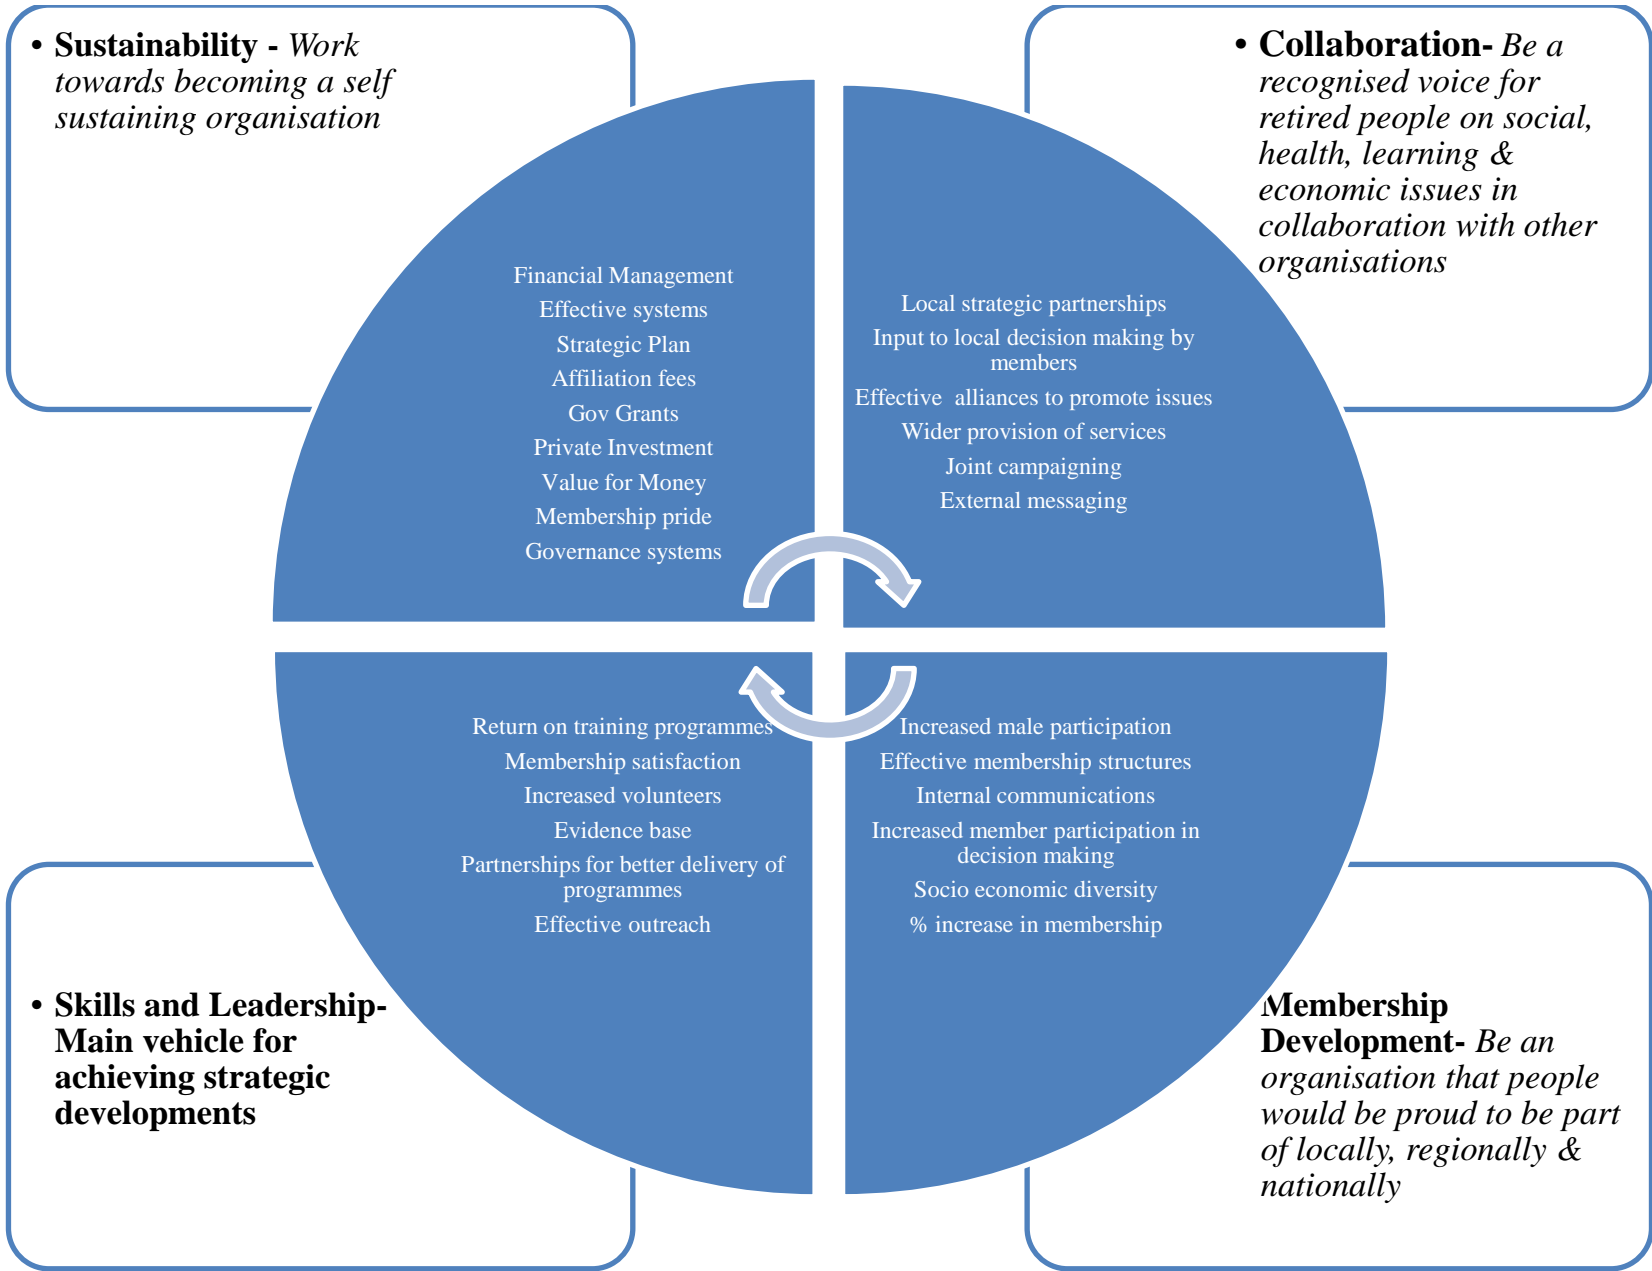 • Sustainability - Work
towards becoming a self
sustaining organisation
• Collaboration- Be a
recognised voice for
retired people on social,
health, learning &
economic issues in
collaboration with other
organisations
Financial Management
Effective systems
Strategic Plan
Affiliation fees
Gov Grants
Private Investment
Value for Money
Membership pride
Governance systems
Local strategic partnerships
Input to local decision making by
members
Effective  alliances to promote issues
Wider provision of services
Joint campaigning
External messaging
Return on training programmes
Membership satisfaction
Increased volunteers
Evidence base
Partnerships for better delivery of
programmes
Effective outreach
Increased male participation
Effective membership structures
Internal communications
Increased member participation in
decision making
Socio economic diversity
% increase in membership
• Skills and Leadership-
Main vehicle for
achieving strategic
developments
Membership
Development- Be an
organisation that people
would be proud to be part
of locally, regionally &
nationally